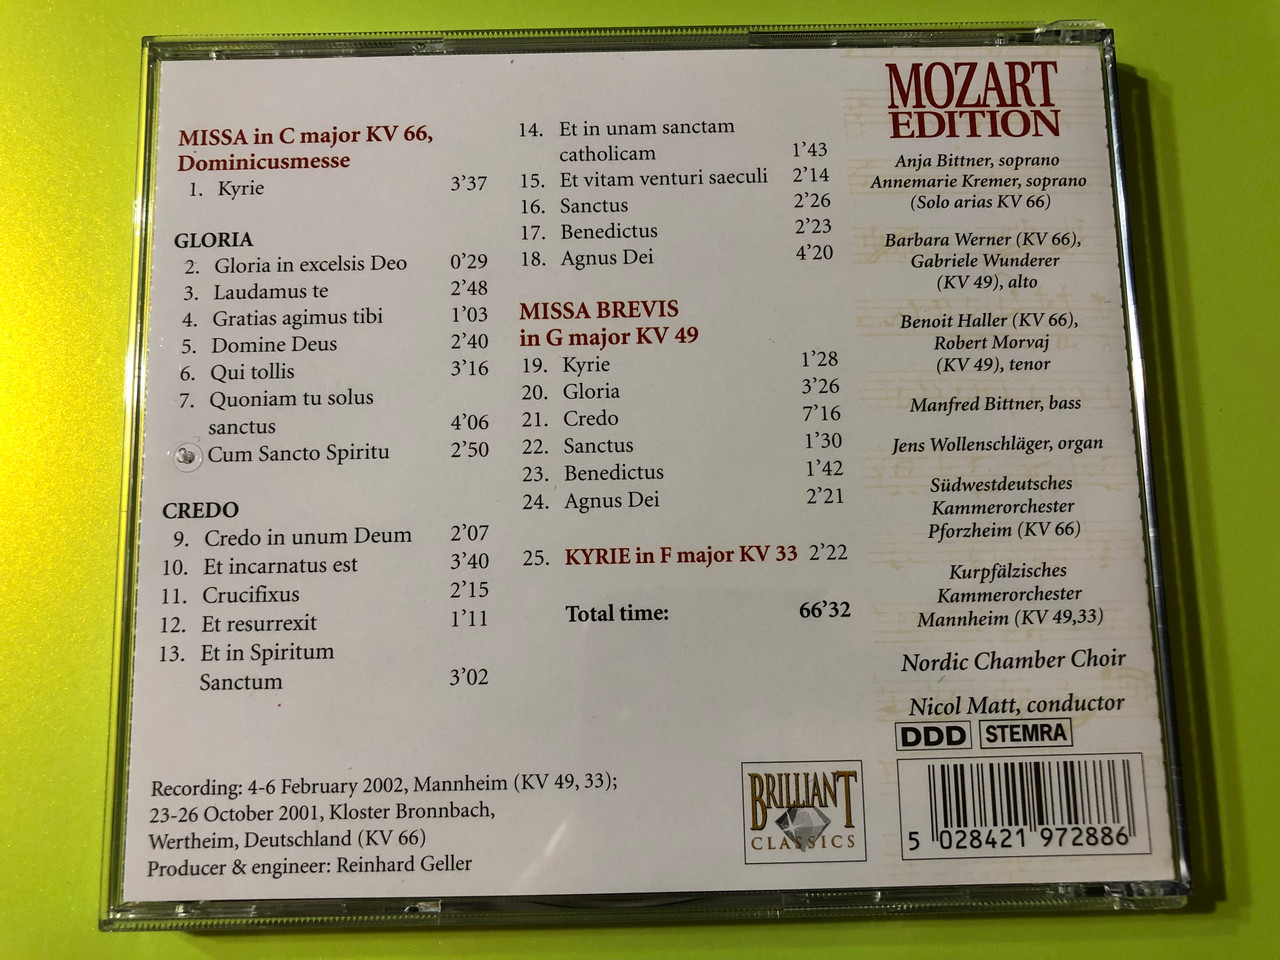 MISSA in C major KV 66,
Dominicusmesse
1. Kyrie 3'37
GLORIA
2. Gloria in excelsis Deo 0'29
3. Laudamus te 2'48
4. Gratias agimus tibi 1'03
5. Domine Deus 2'40
6. Qui tollis 3'16
7. Quoniam tu solus
sanctus 4'06
Cum Sancto Spiritu 2'50
CREDO
9. Credo in unum Deum 2'07
10. Et incarnatus est 3'40
11. Crucifixus 2'15
12. Et resurrexit 1'11
13. Et in Spiritum
Sanctum 3'02
14. Et in unam sanctam
catholicam 1'43
15. Et vitam venturi saeculi 2'14
16. Sanctus 2'26
17. Benedictus 2'23
18. Agnus Dei 4'20
MISSA BREVIS
in G major KV 49
19. Kyrie 1'28
20. Gloria 3'26
21. Credo 7'16
22. Sanctus 1'30
23. Benedictus 1'42
24. Agnus Dei 2'21
25. KYRIE in F major KV 33 2'22
Total time: 66'32
Recording: 4-6 February 2002, Mannheim (KV 49, 33);
23-26 October 2001, Kloster Bronnbach,
Wertheim, Deutschland (KV 66)
Producer & engineer: Reinhard Geller
MOZART
EDITION
Anja Bittner, soprano
Annemarie Kremer, soprano
(Solo arias KV 66)
Barbara Werner (KV 66),
Gabriele Wunderer
(KV 49), alto
Benoit Haller (KV 66),
Robert Morvaj
(KV 49), tenor
Manfred Bittner, bass
Jens Wollenschläger, organ
Südwestdeutsches
Kammerorchester
Pforzheim (KV 66)
Kurpfälzisches
Kammerorchester
Mannheim (KV 49,33)
Nordic Chamber Choir
Nicol Matt, conductor
DDD STEMRA
BRILLIANT
CLASSICS
5 028421 972886